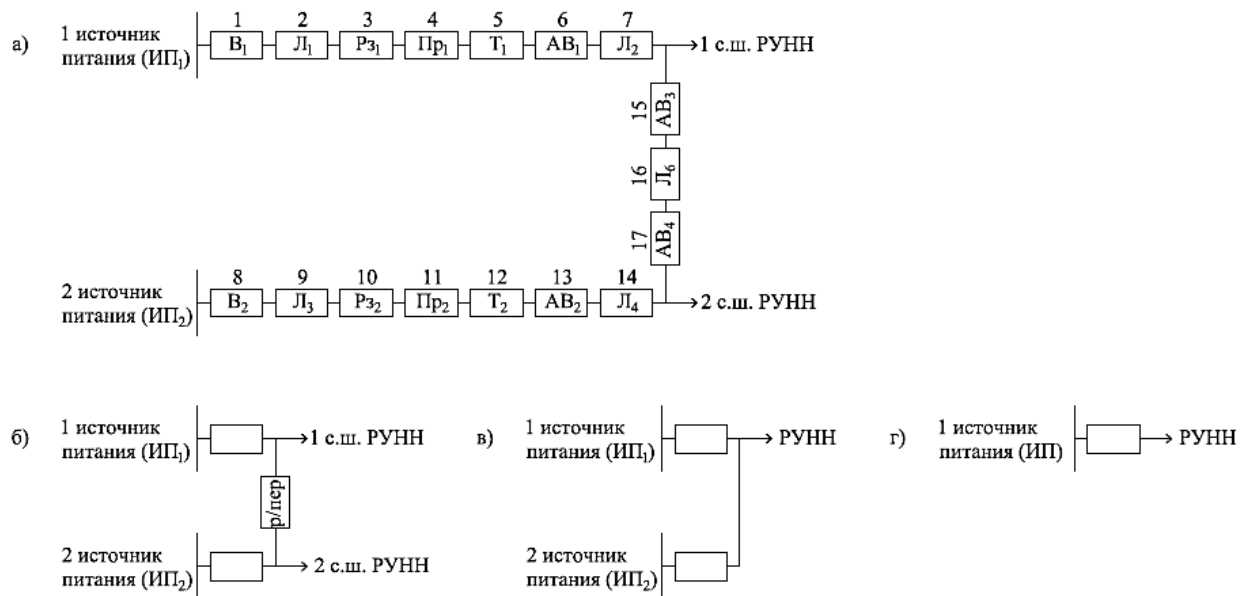 а)
1 источник
питания (ИП₁)
1 2 3 4 5 6 7
В₁ Л₁ Рз₁ Пр₁ Т₁ АВ₁ Л₂
1 с.ш. РУНН
15 АВ₃
16 Л₆
17 АВ₄
2 источник
питания (ИП₂)
8 9 10 11 12 13 14
В₂ Л₃ Рз₂ Пр₂ Т₂ АВ₂ Л₄
2 с.ш. РУНН
б)
1 источник
питания (ИП₁)
1 с.ш. РУНН
р/пер
2 источник
питания (ИП₂)
2 с.ш. РУНН
в)
1 источник
питания (ИП₁)
РУНН
2 источник
питания (ИП₂)
г)
1 источник
питания (ИП)
РУНН